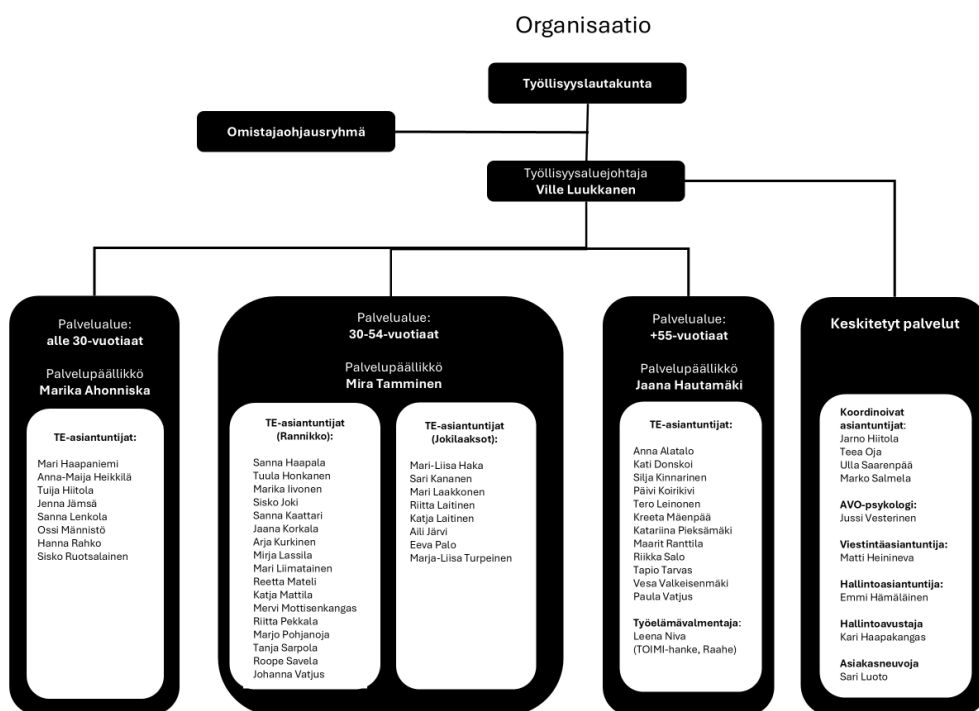 Organisaatio
Työllisyyslautakunta
Omistajaohjausryhmä
Työllisyysaluejohtaja
Ville Luukkanen
Palvelualue:
alle 30-vuotiaat
Palvelupäällikkö
Marika Ahonniska
TE-asiantuntijat:
Mari Haapaniemi
Anna-Maija Heikkilä
Tuija Hiitola
Jenna Jämsä
Sanna Lenkola
Ossi Männistö
Hanna Rahko
Sisko Ruotsalainen
Palvelualue:
30-54-vuotiaat
Palvelupäällikkö
Mira Tamminen
TE-asiantuntijat
(Rannikko):
Sanna Haapala
Tuula Honkanen
Marika Iivonen
Sisko Joki
Sanna Kaattari
Jaana Korkala
Arja Kurkinen
Mirja Lassila
Mari Liimatainen
Reetta Mateli
Katja Mattila
Mervi Mottisenkangas
Riitta Pekkala
Marjo Pohjanoja
Tanja Sarpola
Roope Savela
Johanna Vatjus
TE-asiantuntijat
(Jokilaaksot):
Mari-Liisa Haka
Sari Kananen
Mari Laakkonen
Riitta Laitinen
Katja Laitinen
Aili Järvi
Eeva Palo
Marja-Liisa Turpeinen
Palvelualue:
+55-vuotiaat
Palvelupäällikkö
Jaana Hautamäki
TE-asiantuntijat:
Anna Alatalo
Kati Donskoi
Silja Kinnarinen
Päivi Koirikivi
Tero Leinonen
Kreeta Mäenpää
Katariina Pieksämäki
Maarit Ranttila
Riikka Salo
Tapio Tarvas
Vesa Valkeisenmäki
Paula Vatjus
Työelämävalmentaja:
Leena Niva
(TOIMI-hanke, Raahe)
Keskitetyt palvelut
Koordinoivat
asiantuntijat:
Jarno Hiitola
Teea Oja
Ulla Saarenpää
Marko Salmela
AVO-psykologi:
Jussi Vesterinen
Viestintäasiantuntija:
Matti Heinineva
Hallintoasiantuntija:
Emmi Hämäläinen
Hallintoavustaja
Kari Haapakangas
Asiakasneuvoja
Sari Luoto